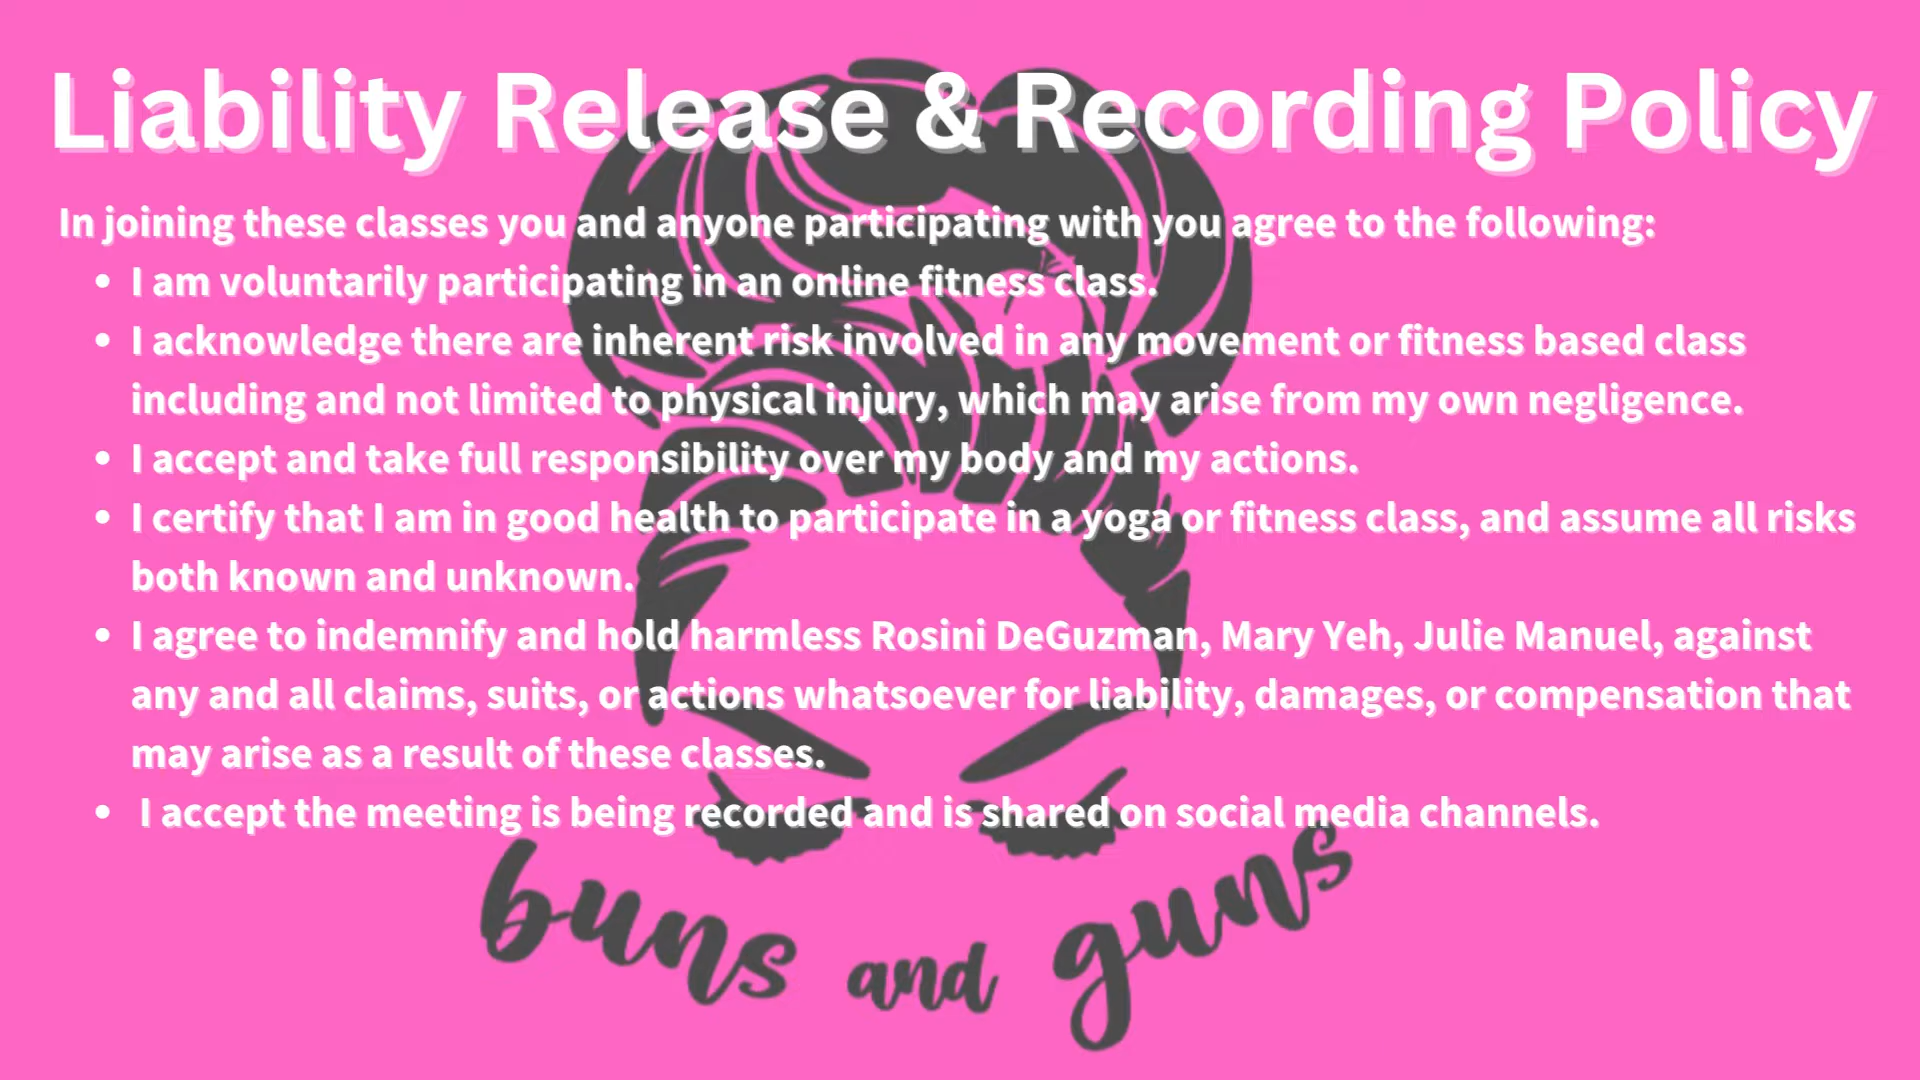 Liability Release & Recording Policy
In joining these classes you and anyone participating with you agree to the following:
• I am voluntarily participating in an online fitness class.
• I acknowledge there are inherent risk involved in any movement or fitness based class
including and not limited to physical injury, which may arise from my own negligence.
• I accept and take full responsibility over my body and my actions.
• I certify that I am in good health to participate in a yoga or fitness class, and assume all risks
both known and unknown.
• I agree to indemnify and hold harmless Rosini DeGuzman, Mary Yeh, Julie Manuel, against
any and all claims, suits, or actions whatsoever for liability, damages, or compensation that
may arise as a result of these classes.
• I accept the meeting is being recorded and is shared on social media channels.
buns and guns